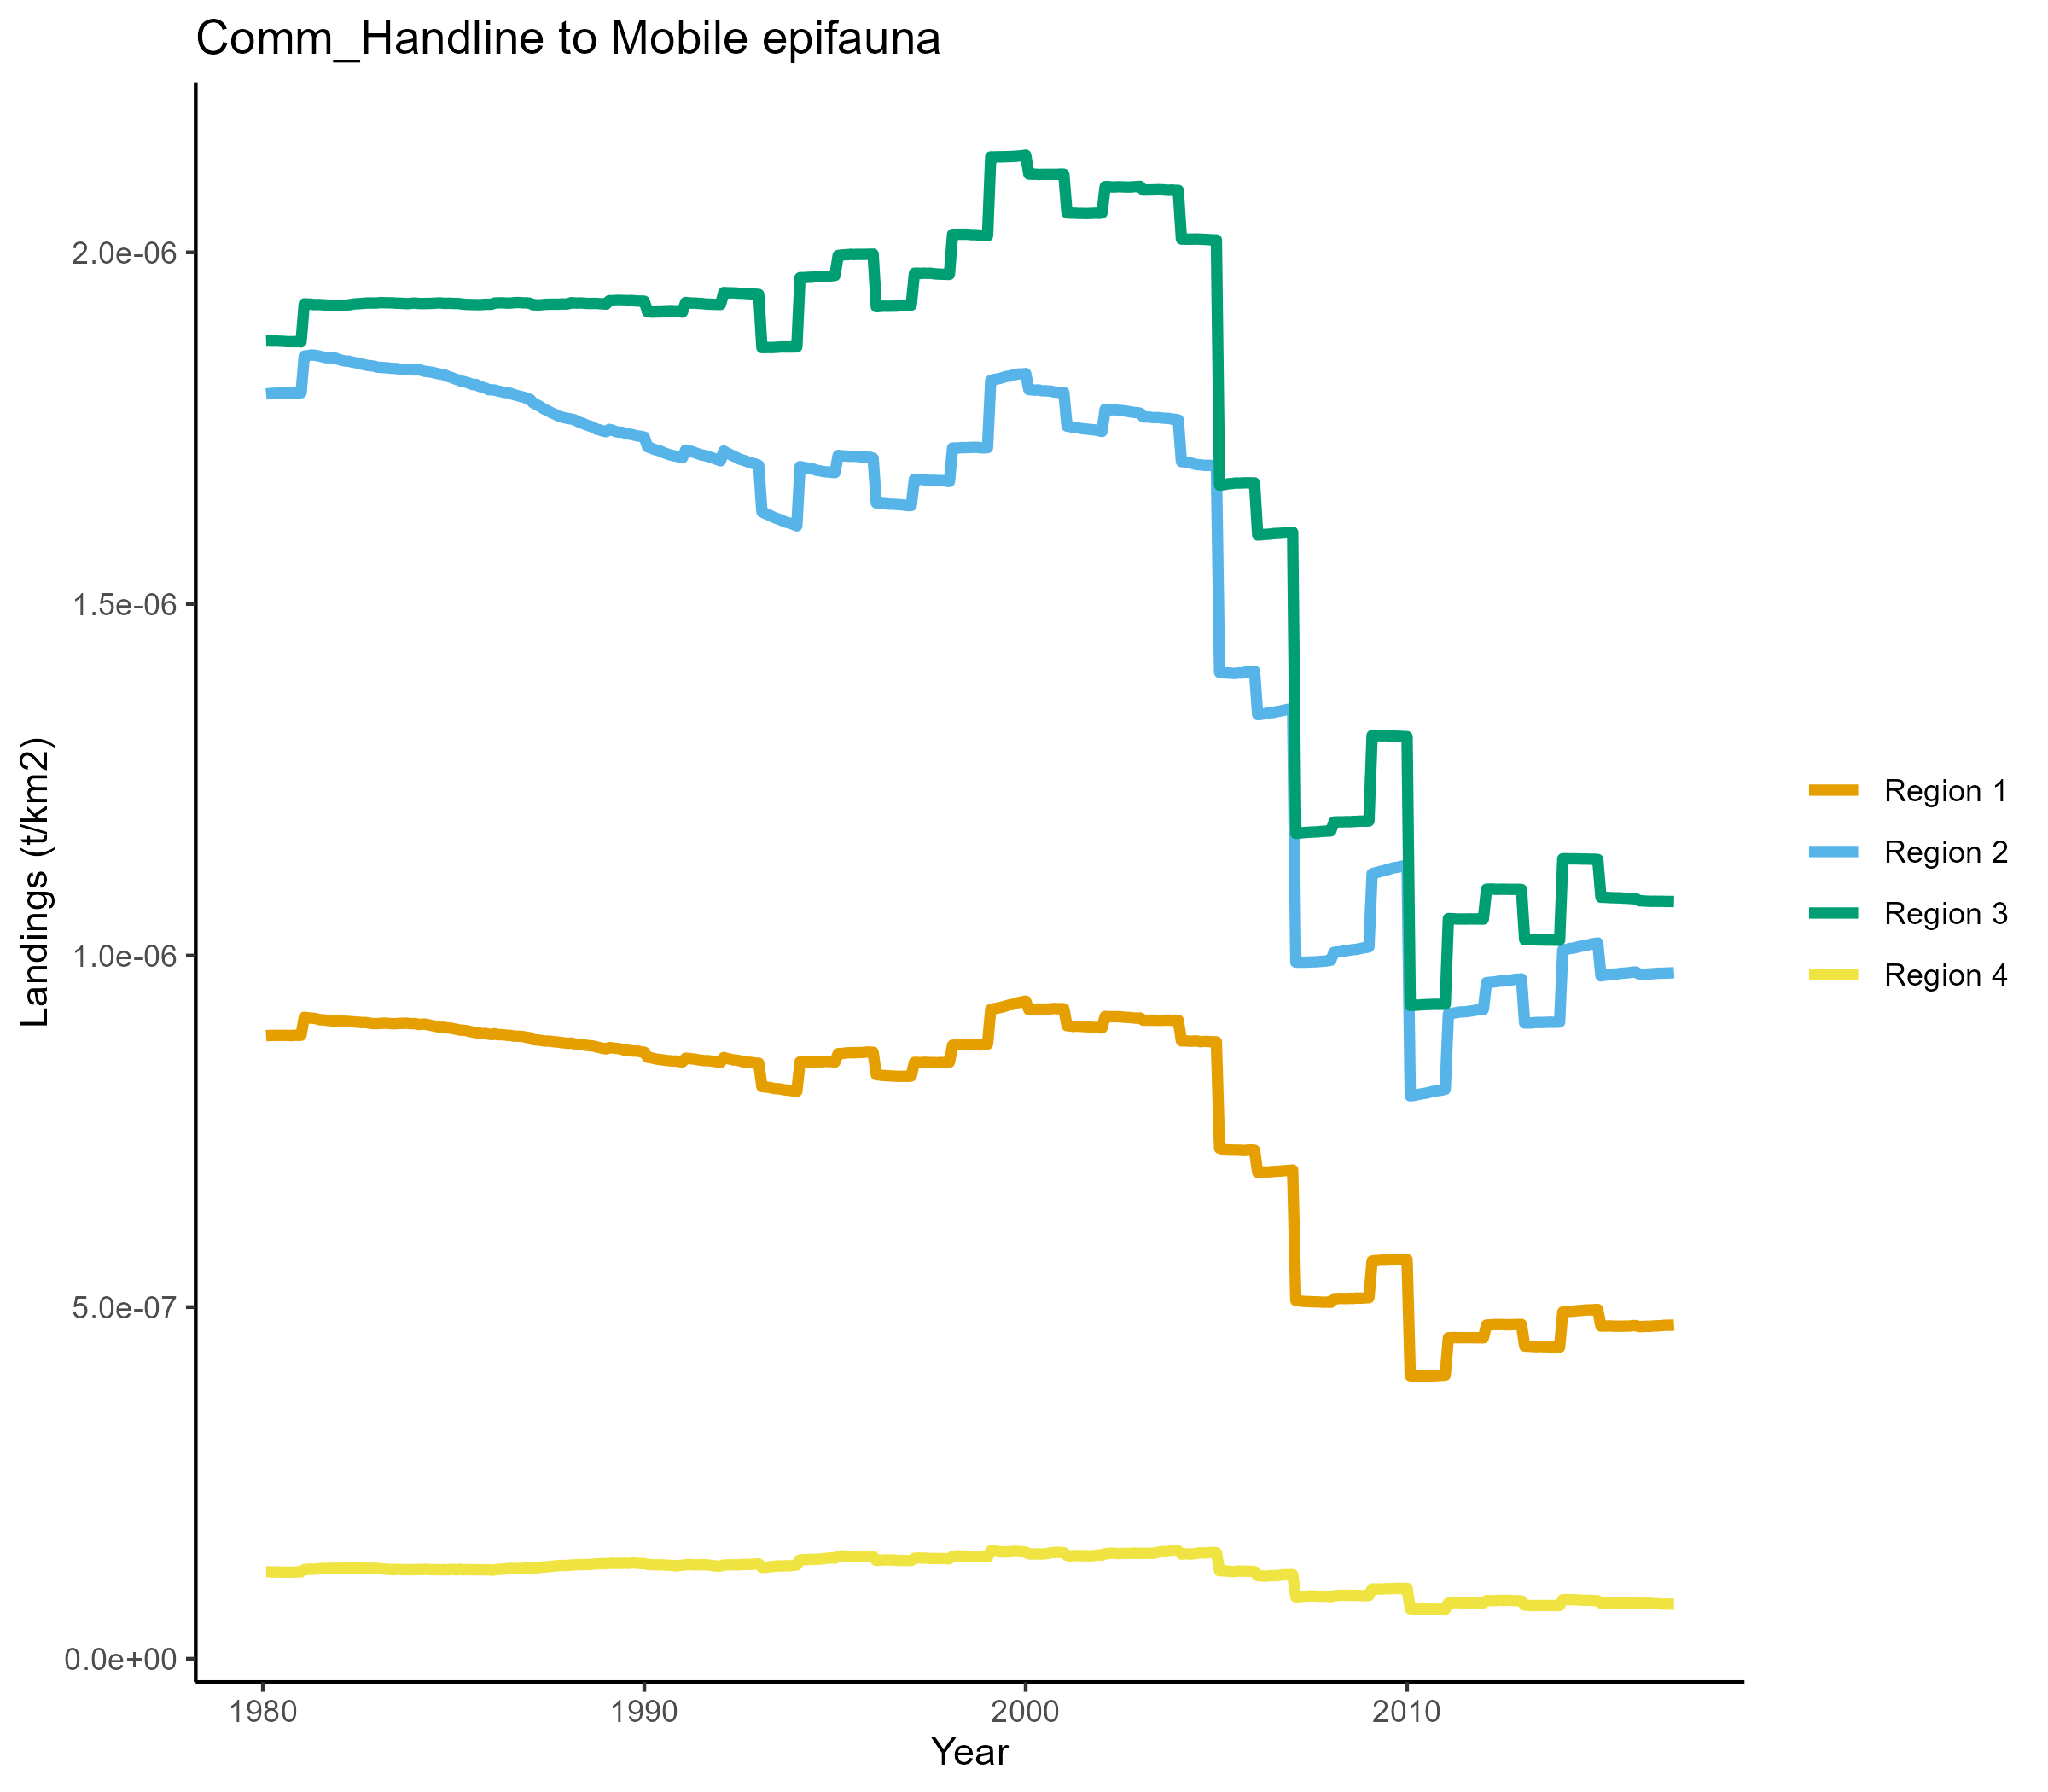 Comm_Handline to Mobile epifauna
Landings (t/km2)
2.0e-06
1.5e-06
1.0e-06
5.0e-07
0.0e+00
1980 1990 2000 2010
Year
Region 1
Region 2
Region 3
Region 4